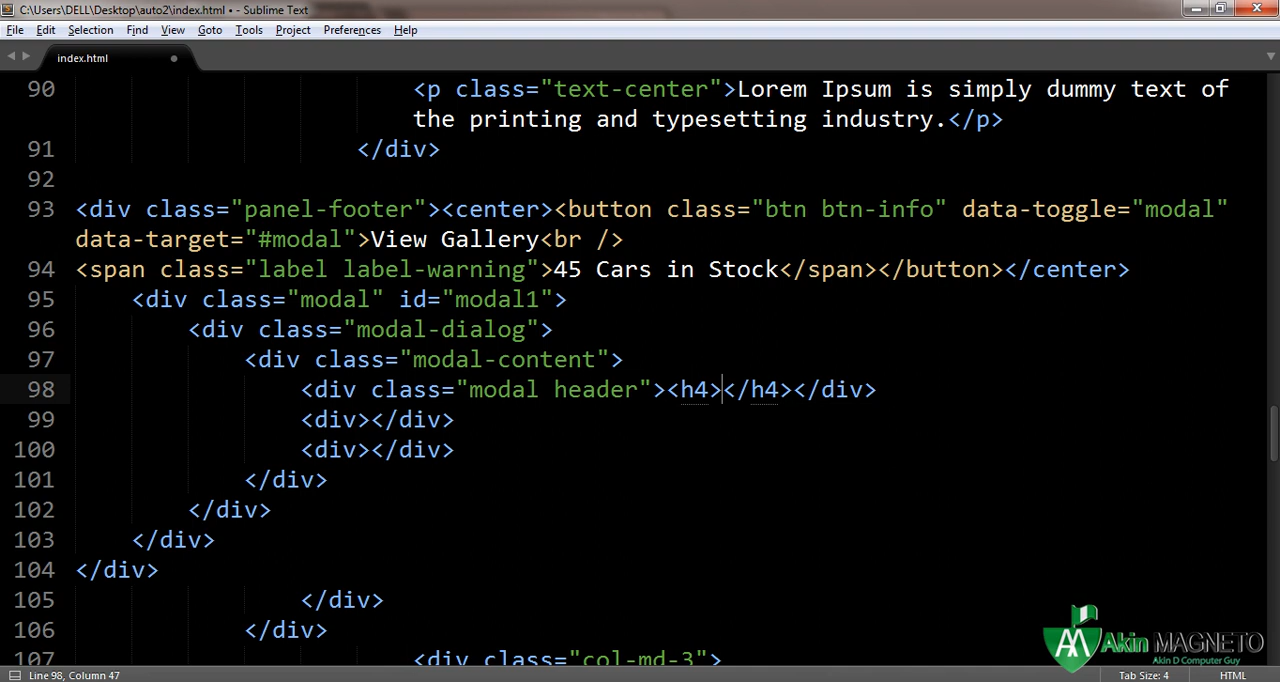 C:\Users\DELL\Desktop\auto2\index.html • - Sublime Text
File Edit Selection Find View Goto Tools Project Preferences Help
index.html
90 <p class="text-center">Lorem Ipsum is simply dummy text of
the printing and typesetting industry.</p>
91 </div>
92
93 <div class="panel-footer"><center><button class="btn btn-info" data-toggle="modal"
data-target="#modal">View Gallery<br />
94 <span class="label label-warning">45 Cars in Stock</span></button></center>
95 <div class="modal" id="modal1">
96 <div class="modal-dialog">
97 <div class="modal-content">
98 <div class="modal header"><h4></h4></div>
99 <div></div>
100 <div></div>
101 </div>
102 </div>
103 </div>
104 </div>
105 </div>
106 </div>
107 <div class="col-md-3">
Akin MAGNETO
Akin D Computer Guy
Line 98, Column 47 Tab Size: 4 HTML